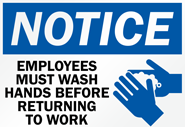 NOTICE
EMPLOYEES
MUST WASH
HANDS BEFORE
RETURNING
TO WORK